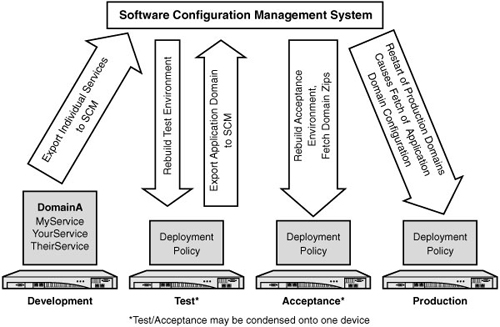 Software Configuration Management System
Export Individual Services
to SCM
Rebuild Test Environment
Export Application Domain
to SCM
Rebuild Acceptance
Environment,
Fetch Domain Zips
Restart of Production Domains
Causes Fetch of Application
Domain Configuration
DomainA
MyService
YourService
TheirService
Deployment
Policy
Deployment
Policy
Deployment
Policy
Development
Test*
Acceptance*
Production
*Test/Acceptance may be condensed onto one device